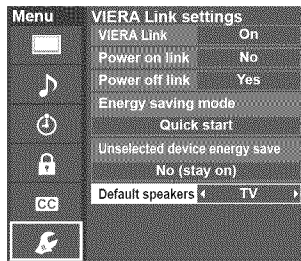 Menu
VIERA Link settings
VIERA Link On
Power on link No
Power off link Yes
Energy saving mode
Quick start
Unselected device energy save
No (stay on)
Default speakers TV
CC